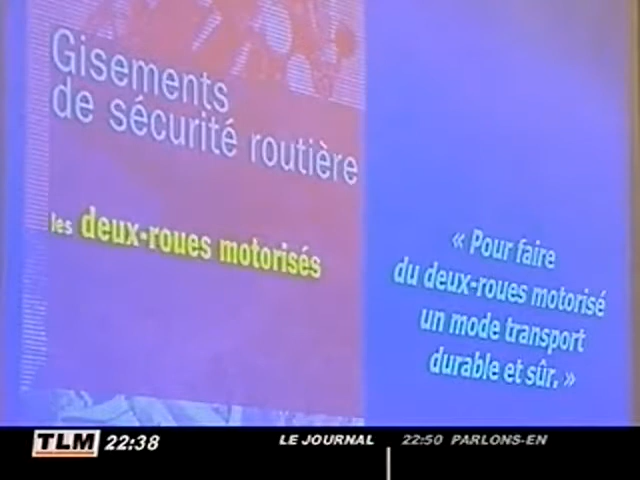 Gisements
de sécurité routière
les deux-roues motorisés
« Pour faire
du deux-roues motorisé
un mode transport
durable et sûr. »
TLM 22:38 LE JOURNAL 22:50 PARLONS-EN